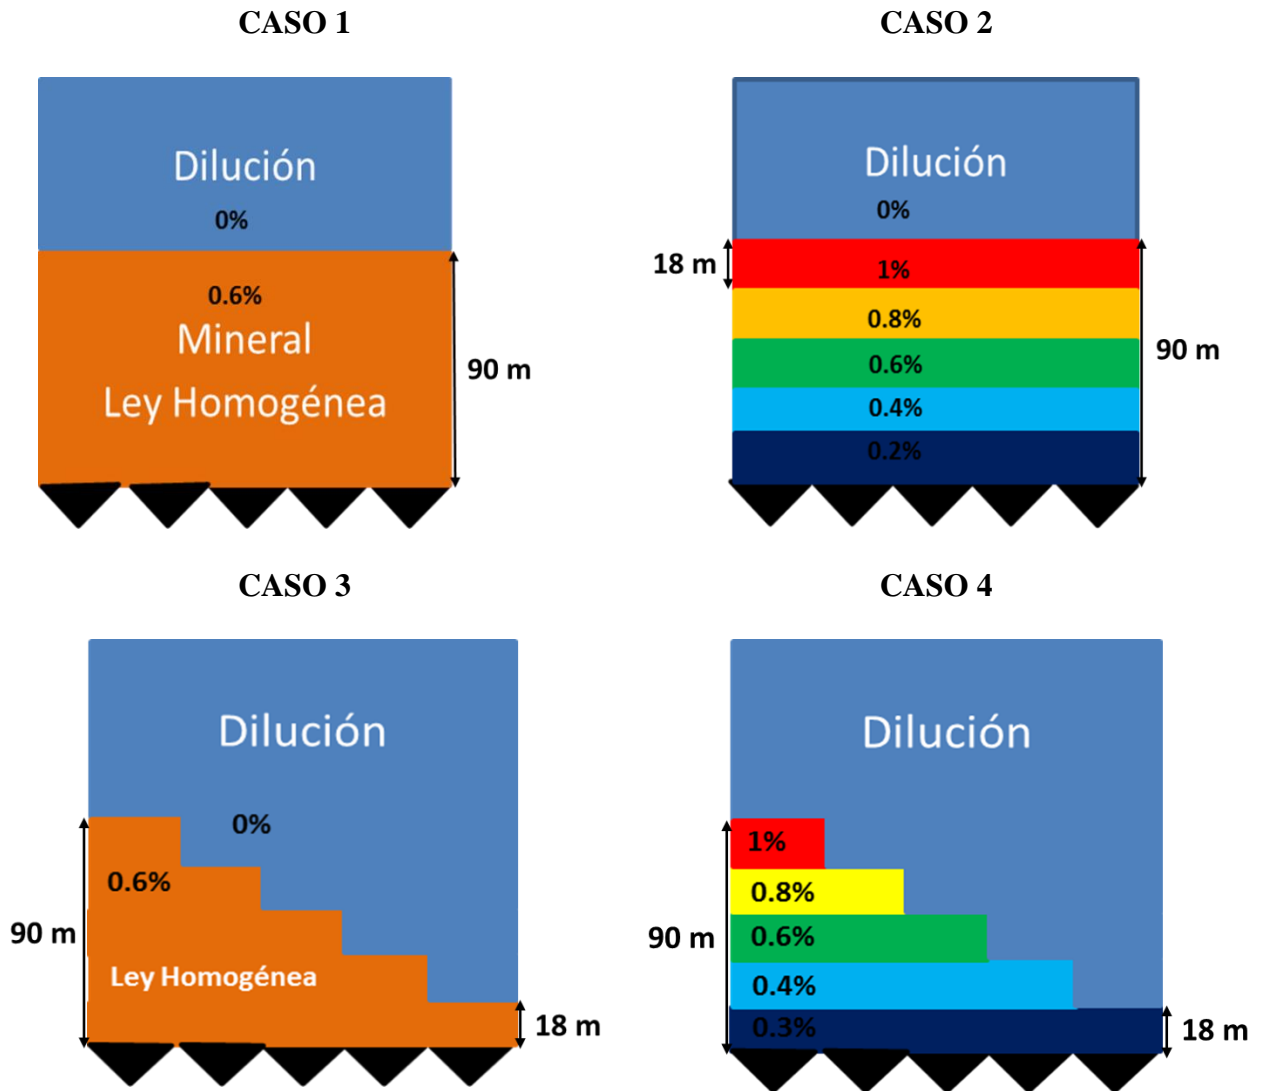 CASO 1
Dilución
0%
0.6%
Mineral
Ley Homogénea
90 m
CASO 2
Dilución
0%
18 m
1%
0.8%
0.6%
0.4%
0.2%
90 m
CASO 3
Dilución
0%
0.6%
90 m
Ley Homogénea
18 m
CASO 4
Dilución
1%
0.8%
0.6%
90 m
0.4%
0.3%
18 m